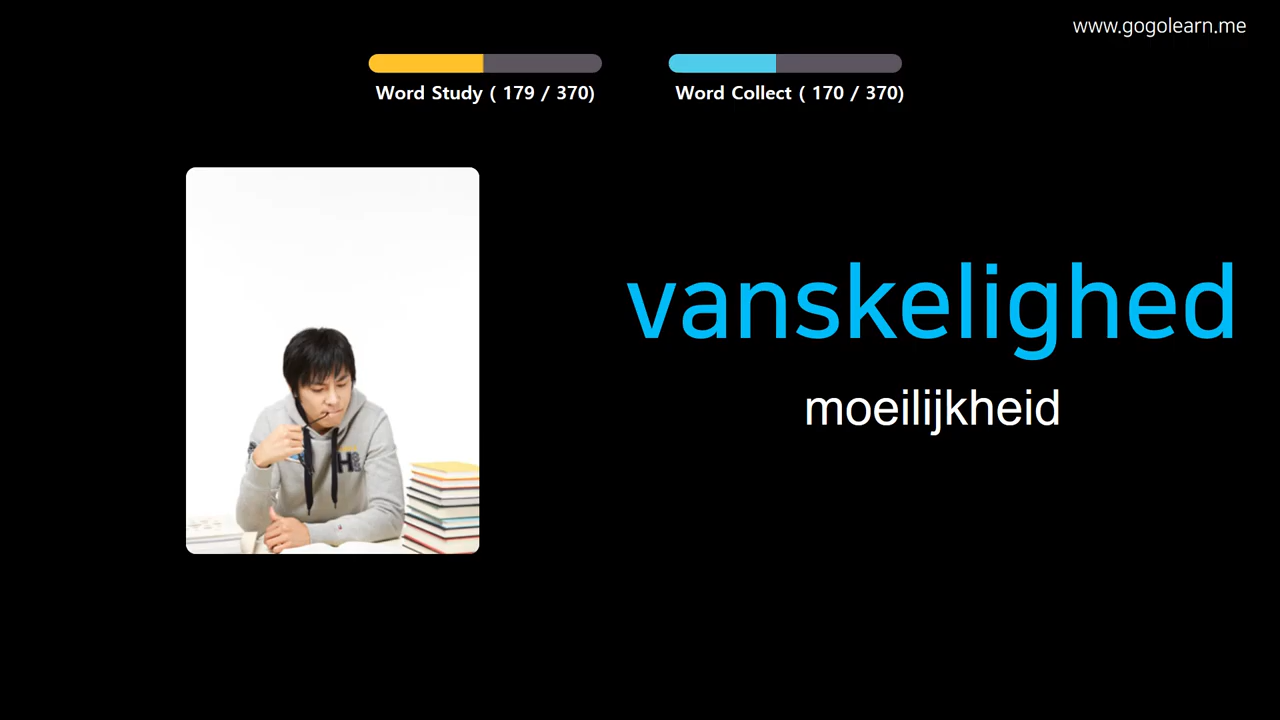 www.gogolearn.me
Word Study ( 179 / 370)
Word Collect ( 170 / 370)
vanskelighed
moeilijkheid
H